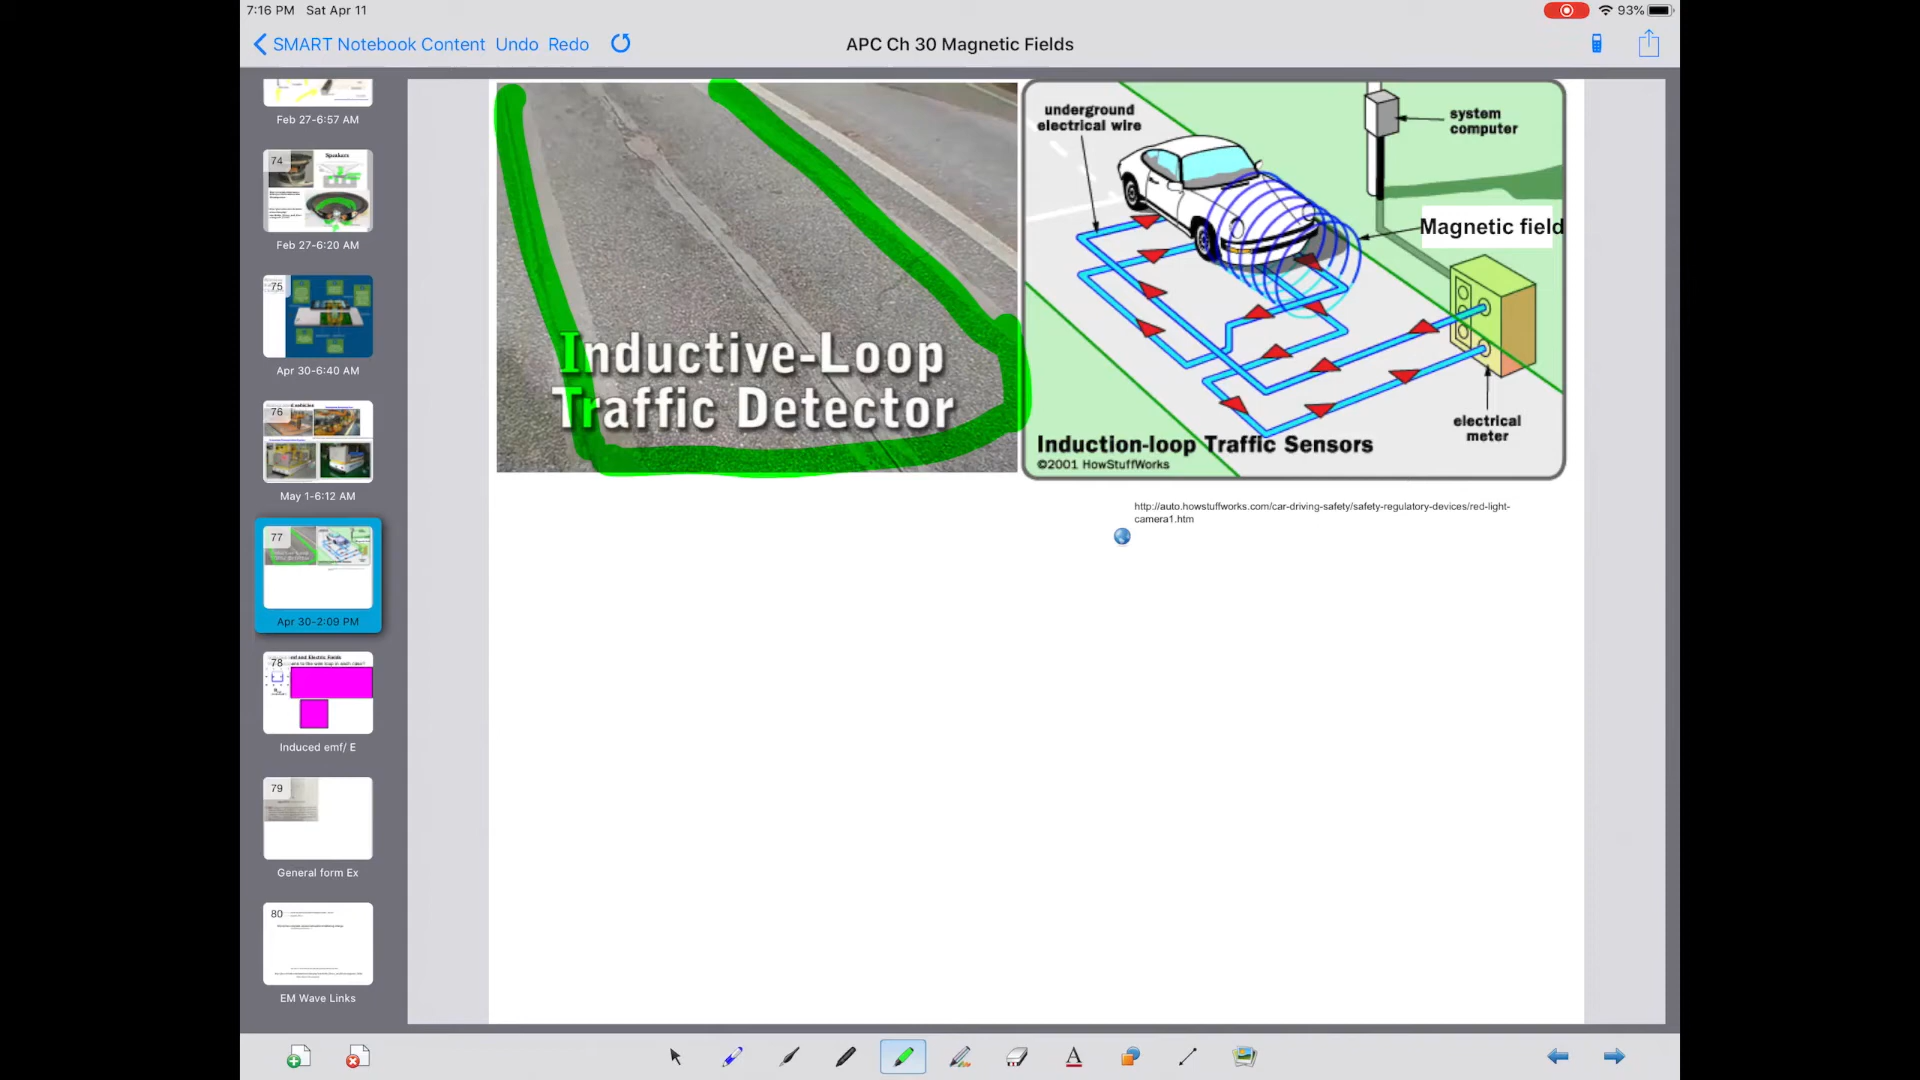 7:16 PM Sat Apr 11
93%
SMART Notebook Content Undo Redo
APC Ch 30 Magnetic Fields
Feb 27-6:57 AM
74
Speakers
Feb 27-6:20 AM
75
Apr 30-6:40 AM
76
May 1-6:12 AM
77
Apr 30-2:09 PM
78
Induced emf/ E
79
General form Ex
80
EM Wave Links
Inductive-Loop
Traffic Detector
underground
electrical wire
system
computer
Magnetic field
electrical
meter
Induction-loop Traffic Sensors
©2001 HowStuffWorks
http://auto.howstuffworks.com/car-driving-safety/safety-regulatory-devices/red-light-
camera1.htm
A